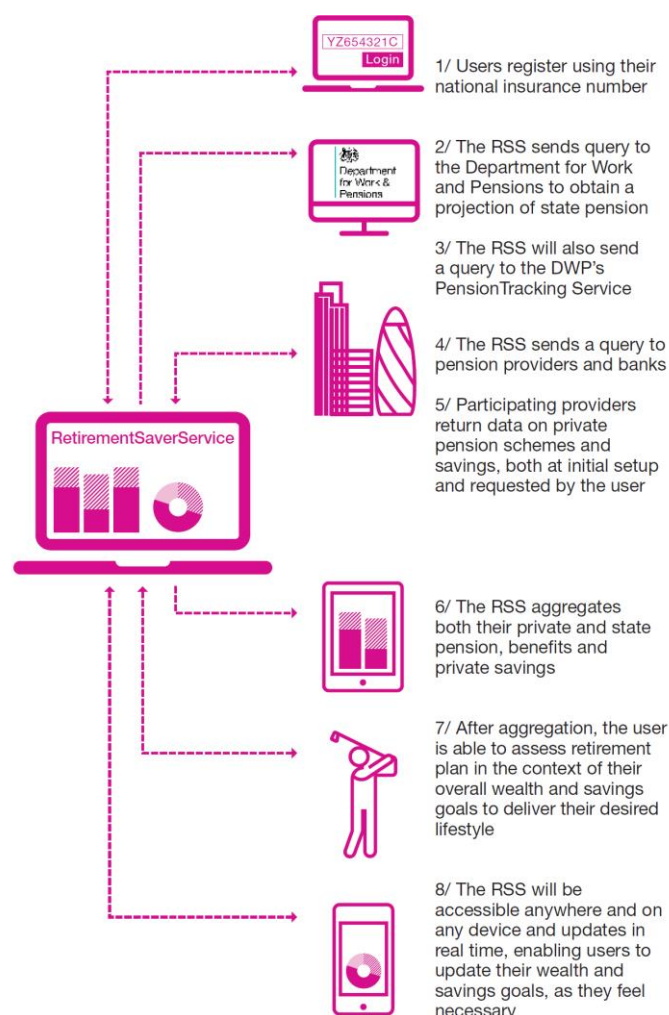 YZ654321C
Login
1/ Users register using their
national insurance number
Department
for Work &
Pensions
2/ The RSS sends query to
the Department for Work
and Pensions to obtain a
projection of state pension
3/ The RSS will also send
a query to the DWP's
PensionTracking Service
4/ The RSS sends a query to
pension providers and banks
5/ Participating providers
return data on private
pension schemes and
savings, both at initial setup
and requested by the user
RetirementSaverService
6/ The RSS aggregates
both their private and state
pension, benefits and
private savings
7/ After aggregation, the user
is able to assess retirement
plan in the context of their
overall wealth and savings
goals to deliver their desired
lifestyle
8/ The RSS will be
accessible anywhere and on
any device and updates in
real time, enabling users to
update their wealth and
savings goals, as they feel
necessary